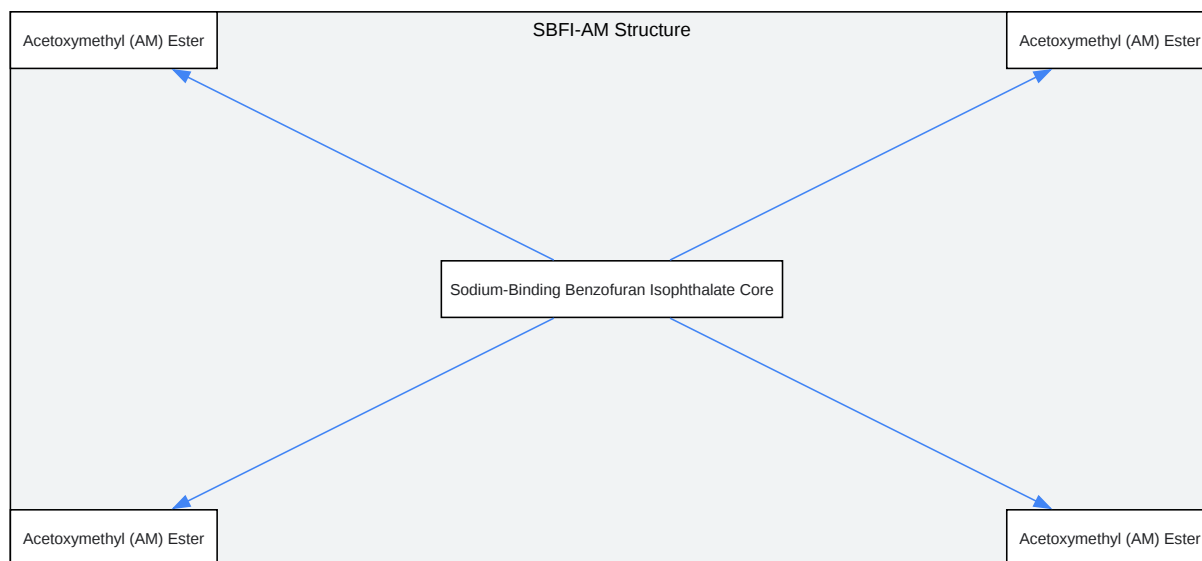 SBFI-AM Structure
Acetoxymethyl (AM) Ester
Acetoxymethyl (AM) Ester
Sodium-Binding Benzofuran Isophthalate Core
Acetoxymethyl (AM) Ester
Acetoxymethyl (AM) Ester